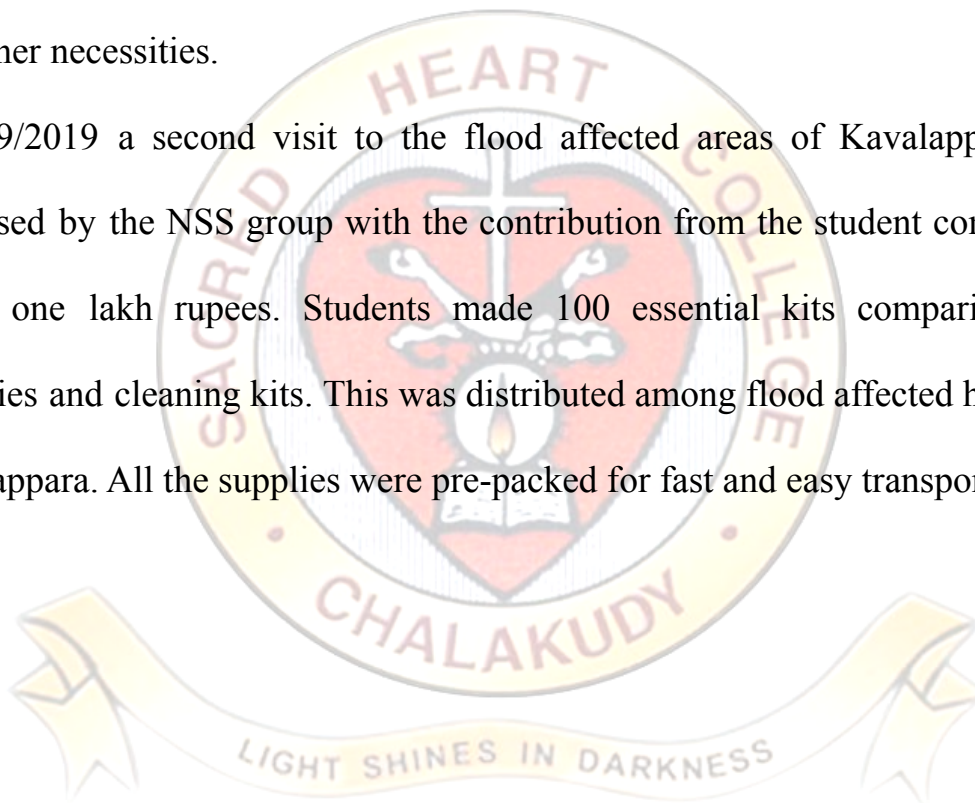 ner necessities.
9/2019 a second visit to the flood affected areas of Kavalapp
sed by the NSS group with the contribution from the student con
one lakh rupees. Students made 100 essential kits compari
ies and cleaning kits. This was distributed among flood affected h
appara. All the supplies were pre-packed for fast and easy transpor
SACRED HEART COLLEGE
CHALAKUDY
LIGHT SHINES IN DARKNESS